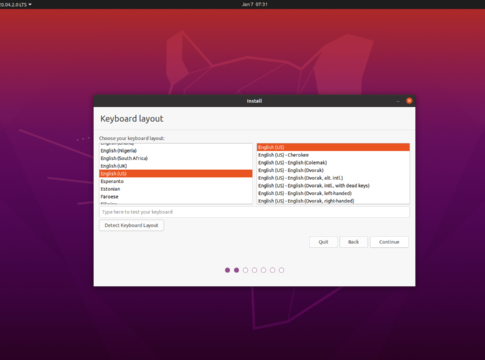 20.04.2.0 LTS
Jan 7 07:31
Install
Keyboard layout
Choose your keyboard layout:
English (Nigeria)
English (South Africa)
English (UK)
English (US)
Esperanto
Estonian
Faroese
English (US)
English (US) - Cherokee
English (US) - English (Colemak)
English (US) - English (Dvorak)
English (US) - English (Dvorak, alt. intl.)
English (US) - English (Dvorak, intl., with dead keys)
English (US) - English (Dvorak, left-handed)
English (US) - English (Dvorak, right-handed)
Type here to test your keyboard
Detect Keyboard Layout
Quit
Back
Continue